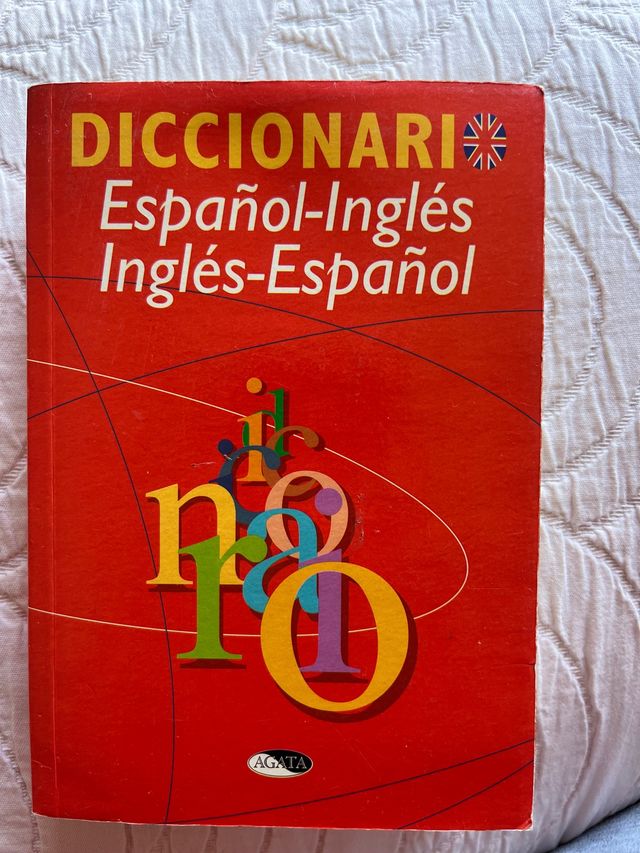 DICCIONARIO
Español-Inglés
Inglés-Español
diccionario
AGATA